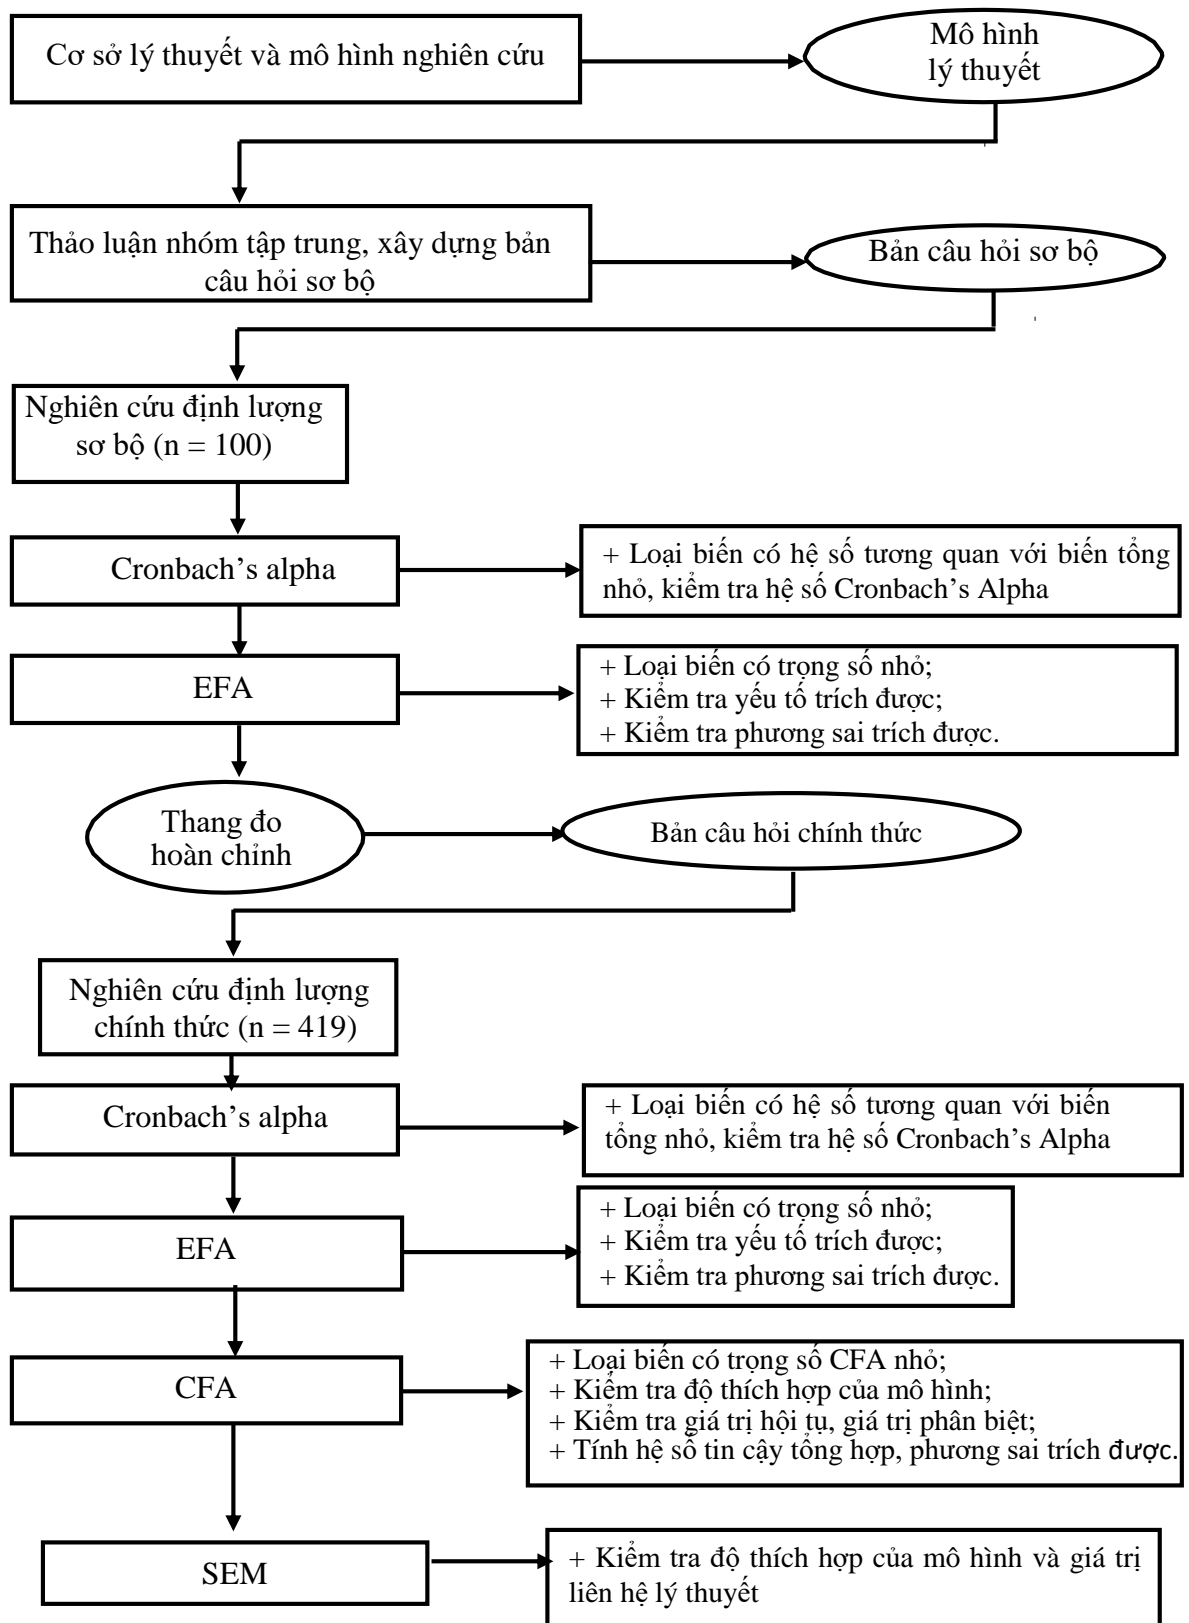 Cơ sở lý thuyết và mô hình nghiên cứu
Mô hình
lý thuyết
Thảo luận nhóm tập trung, xây dựng bản
câu hỏi sơ bộ
Bản câu hỏi sơ bộ
Nghiên cứu định lượng
sơ bộ (n = 100)
Cronbach’s alpha
+ Loại biến có hệ số tương quan với biến tổng
nhỏ, kiểm tra hệ số Cronbach’s Alpha
EFA
+ Loại biến có trọng số nhỏ;
+ Kiểm tra yếu tố trích được;
+ Kiểm tra phương sai trích được.
Thang đo
hoàn chỉnh
Bản câu hỏi chính thức
Nghiên cứu định lượng
chính thức (n = 419)
Cronbach’s alpha
+ Loại biến có hệ số tương quan với biến
tổng nhỏ, kiểm tra hệ số Cronbach’s Alpha
EFA
+ Loại biến có trọng số nhỏ;
+ Kiểm tra yếu tố trích được;
+ Kiểm tra phương sai trích được.
CFA
+ Loại biến có trọng số CFA nhỏ;
+ Kiểm tra độ thích hợp của mô hình;
+ Kiểm tra giá trị hội tụ, giá trị phân biệt;
+ Tính hệ số tin cậy tổng hợp, phương sai trích được.
SEM
+ Kiểm tra độ thích hợp của mô hình và giá trị
liên hệ lý thuyết